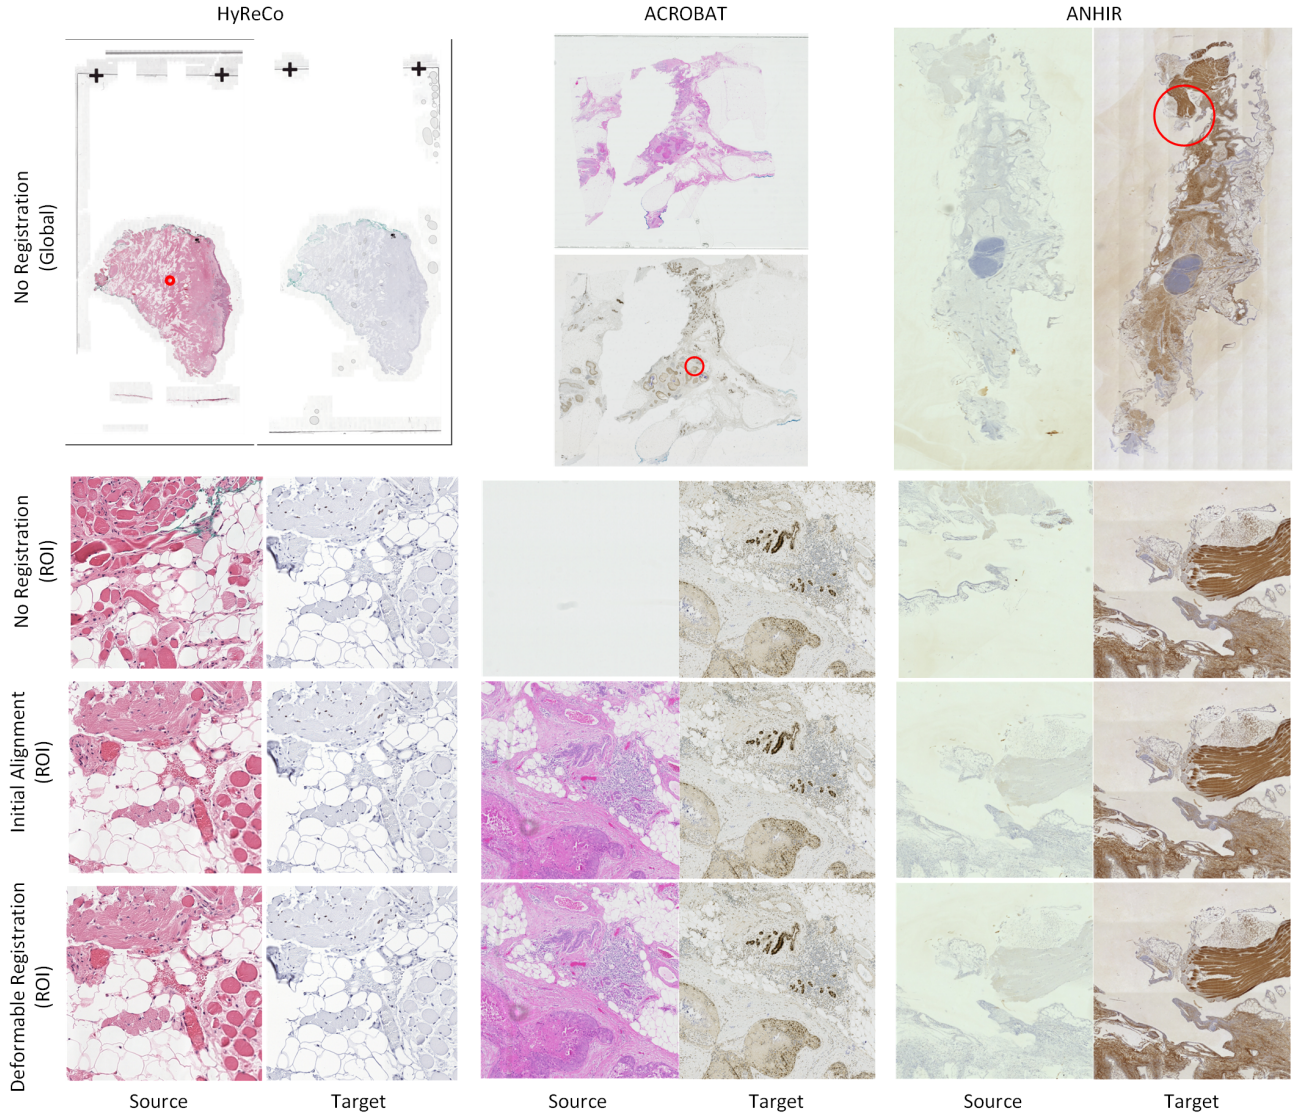 HyReCo
ACROBAT
ANHIR
No Registration
(Global)
No Registration
(ROI)
Initial Alignment
(ROI)
Deformable Registration
(ROI)
Source
Target
Source
Target
Source
Target